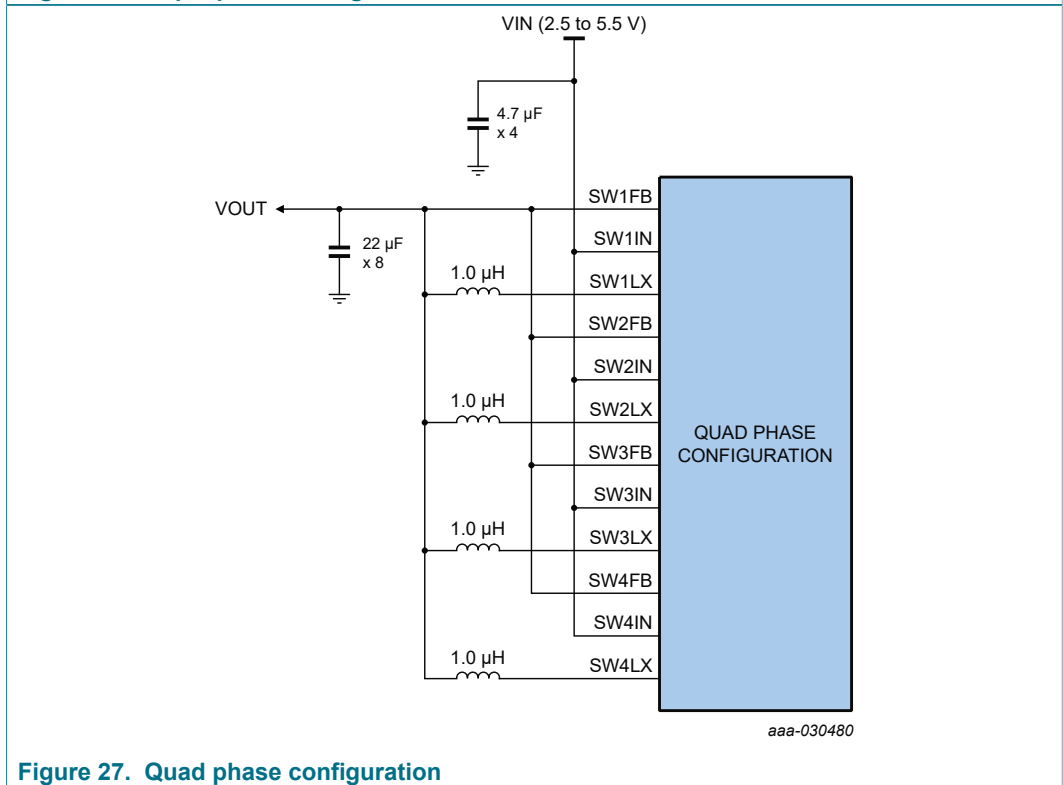 VIN (2.5 to 5.5 V)
4.7 µF
x 4
VOUT
22 µF
x 8
SW1FB
SW1IN
1.0 µH
SW1LX
SW2FB
SW2IN
1.0 µH
SW2LX
SW3FB
SW3IN
1.0 µH
SW3LX
SW4FB
SW4IN
1.0 µH
SW4LX
QUAD PHASE
CONFIGURATION
aaa-030480
Figure 27. Quad phase configuration